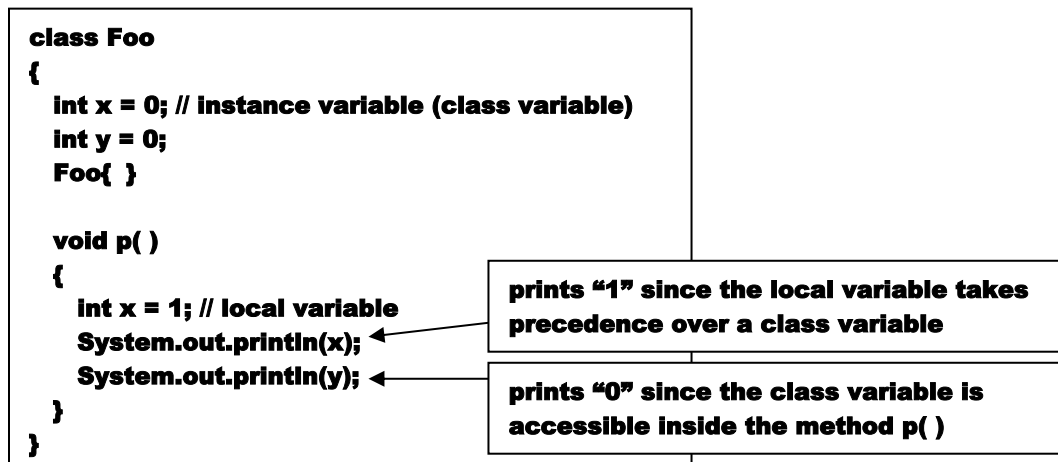 class Foo
{
int x = 0; // instance variable (class variable)
int y = 0;
Foo{ }
void p( )
{
int x = 1; // local variable
System.out.println(x);
System.out.println(y);
}
}
prints “1” since the local variable takes
precedence over a class variable
prints “0” since the class variable is
accessible inside the method p( )